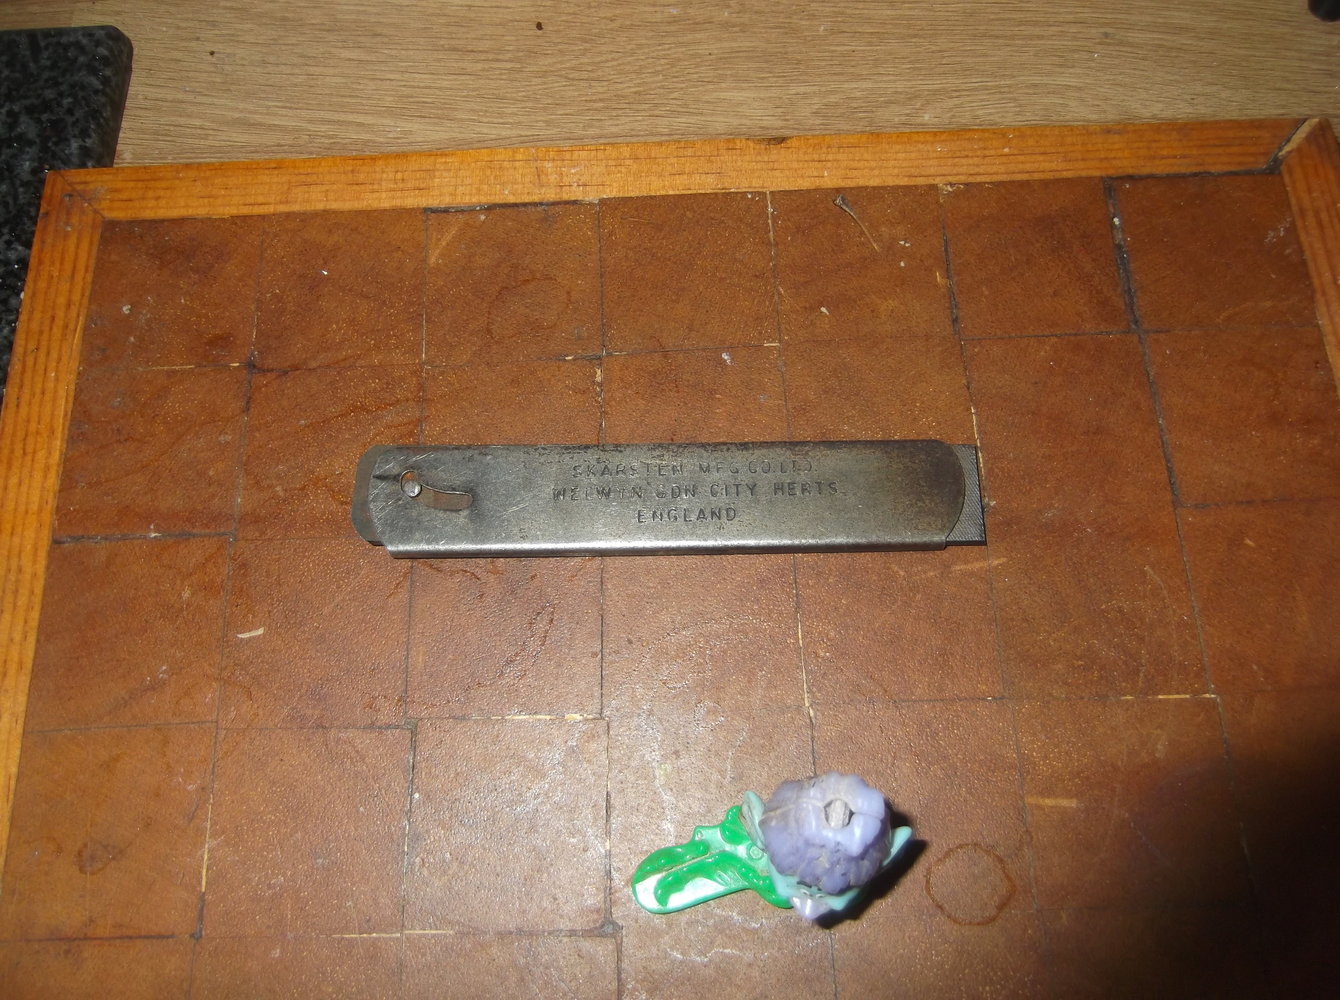 SKARSTEN MFG.CO.LTD.
WELWYN GDN CITY HERTS.
ENGLAND